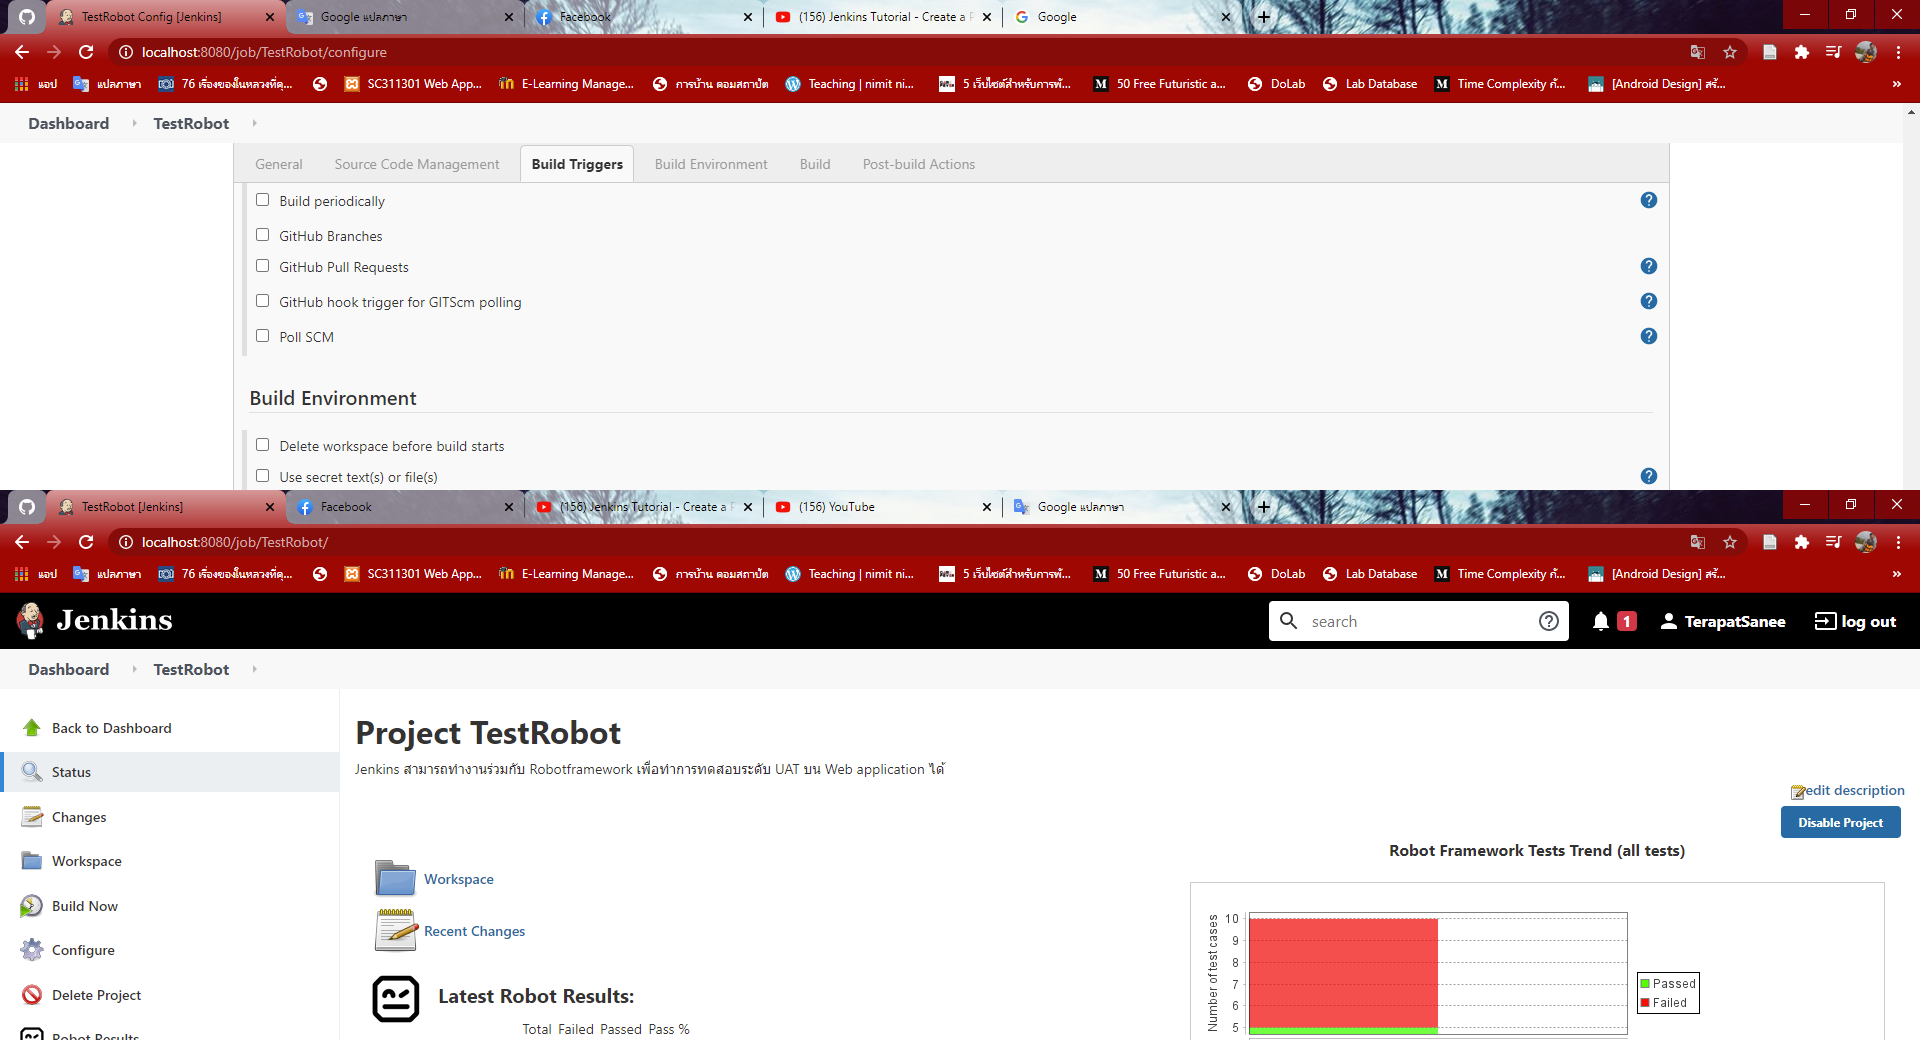 TestRobot Config [Jenkins]
Google แปลภาษา
Facebook
(156) Jenkins Tutorial - Create a P
Google
localhost:8080/job/TestRobot/configure
แอป
แปลภาษา
76 เรื่องของในหลวงที่คุ...
SC311301 Web App...
E-Learning Manage...
การบ้าน ดอมสถาปัต
Teaching | nimit ni...
5 เว็บไซต์สำหรับการพั...
50 Free Futuristic a...
DoLab
Lab Database
Time Complexity ก้...
[Android Design] สร้...
»
Dashboard
TestRobot
General
Source Code Management
Build Triggers
Build Environment
Build
Post-build Actions
Build periodically
GitHub Branches
GitHub Pull Requests
GitHub hook trigger for GITScm polling
Poll SCM
Build Environment
Delete workspace before build starts
Use secret text(s) or file(s)
TestRobot [Jenkins]
Facebook
(156) Jenkins Tutorial - Create a P
(156) YouTube
Google แปลภาษา
localhost:8080/job/TestRobot/
แอป
แปลภาษา
76 เรื่องของในหลวงที่คุ...
SC311301 Web App...
E-Learning Manage...
การบ้าน ดอมสถาปัต
Teaching | nimit ni...
5 เว็บไซต์สำหรับการพั...
50 Free Futuristic a...
DoLab
Lab Database
Time Complexity ก้...
[Android Design] สร้...
»
Jenkins
search
1
TerapatSanee
log out
Dashboard
TestRobot
Back to Dashboard
Status
Changes
Workspace
Build Now
Configure
Delete Project
Robot Results
Project TestRobot
Jenkins สามารถทำงานร่วมกับ Robotframework เพื่อทำการทดสอบระดับ UAT บน Web application ได้
edit description
Disable Project
Workspace
Recent Changes
Latest Robot Results:
Total Failed Passed Pass %
Robot Framework Tests Trend (all tests)
Number of test cases
10
9
8
7
6
5
Passed
Failed